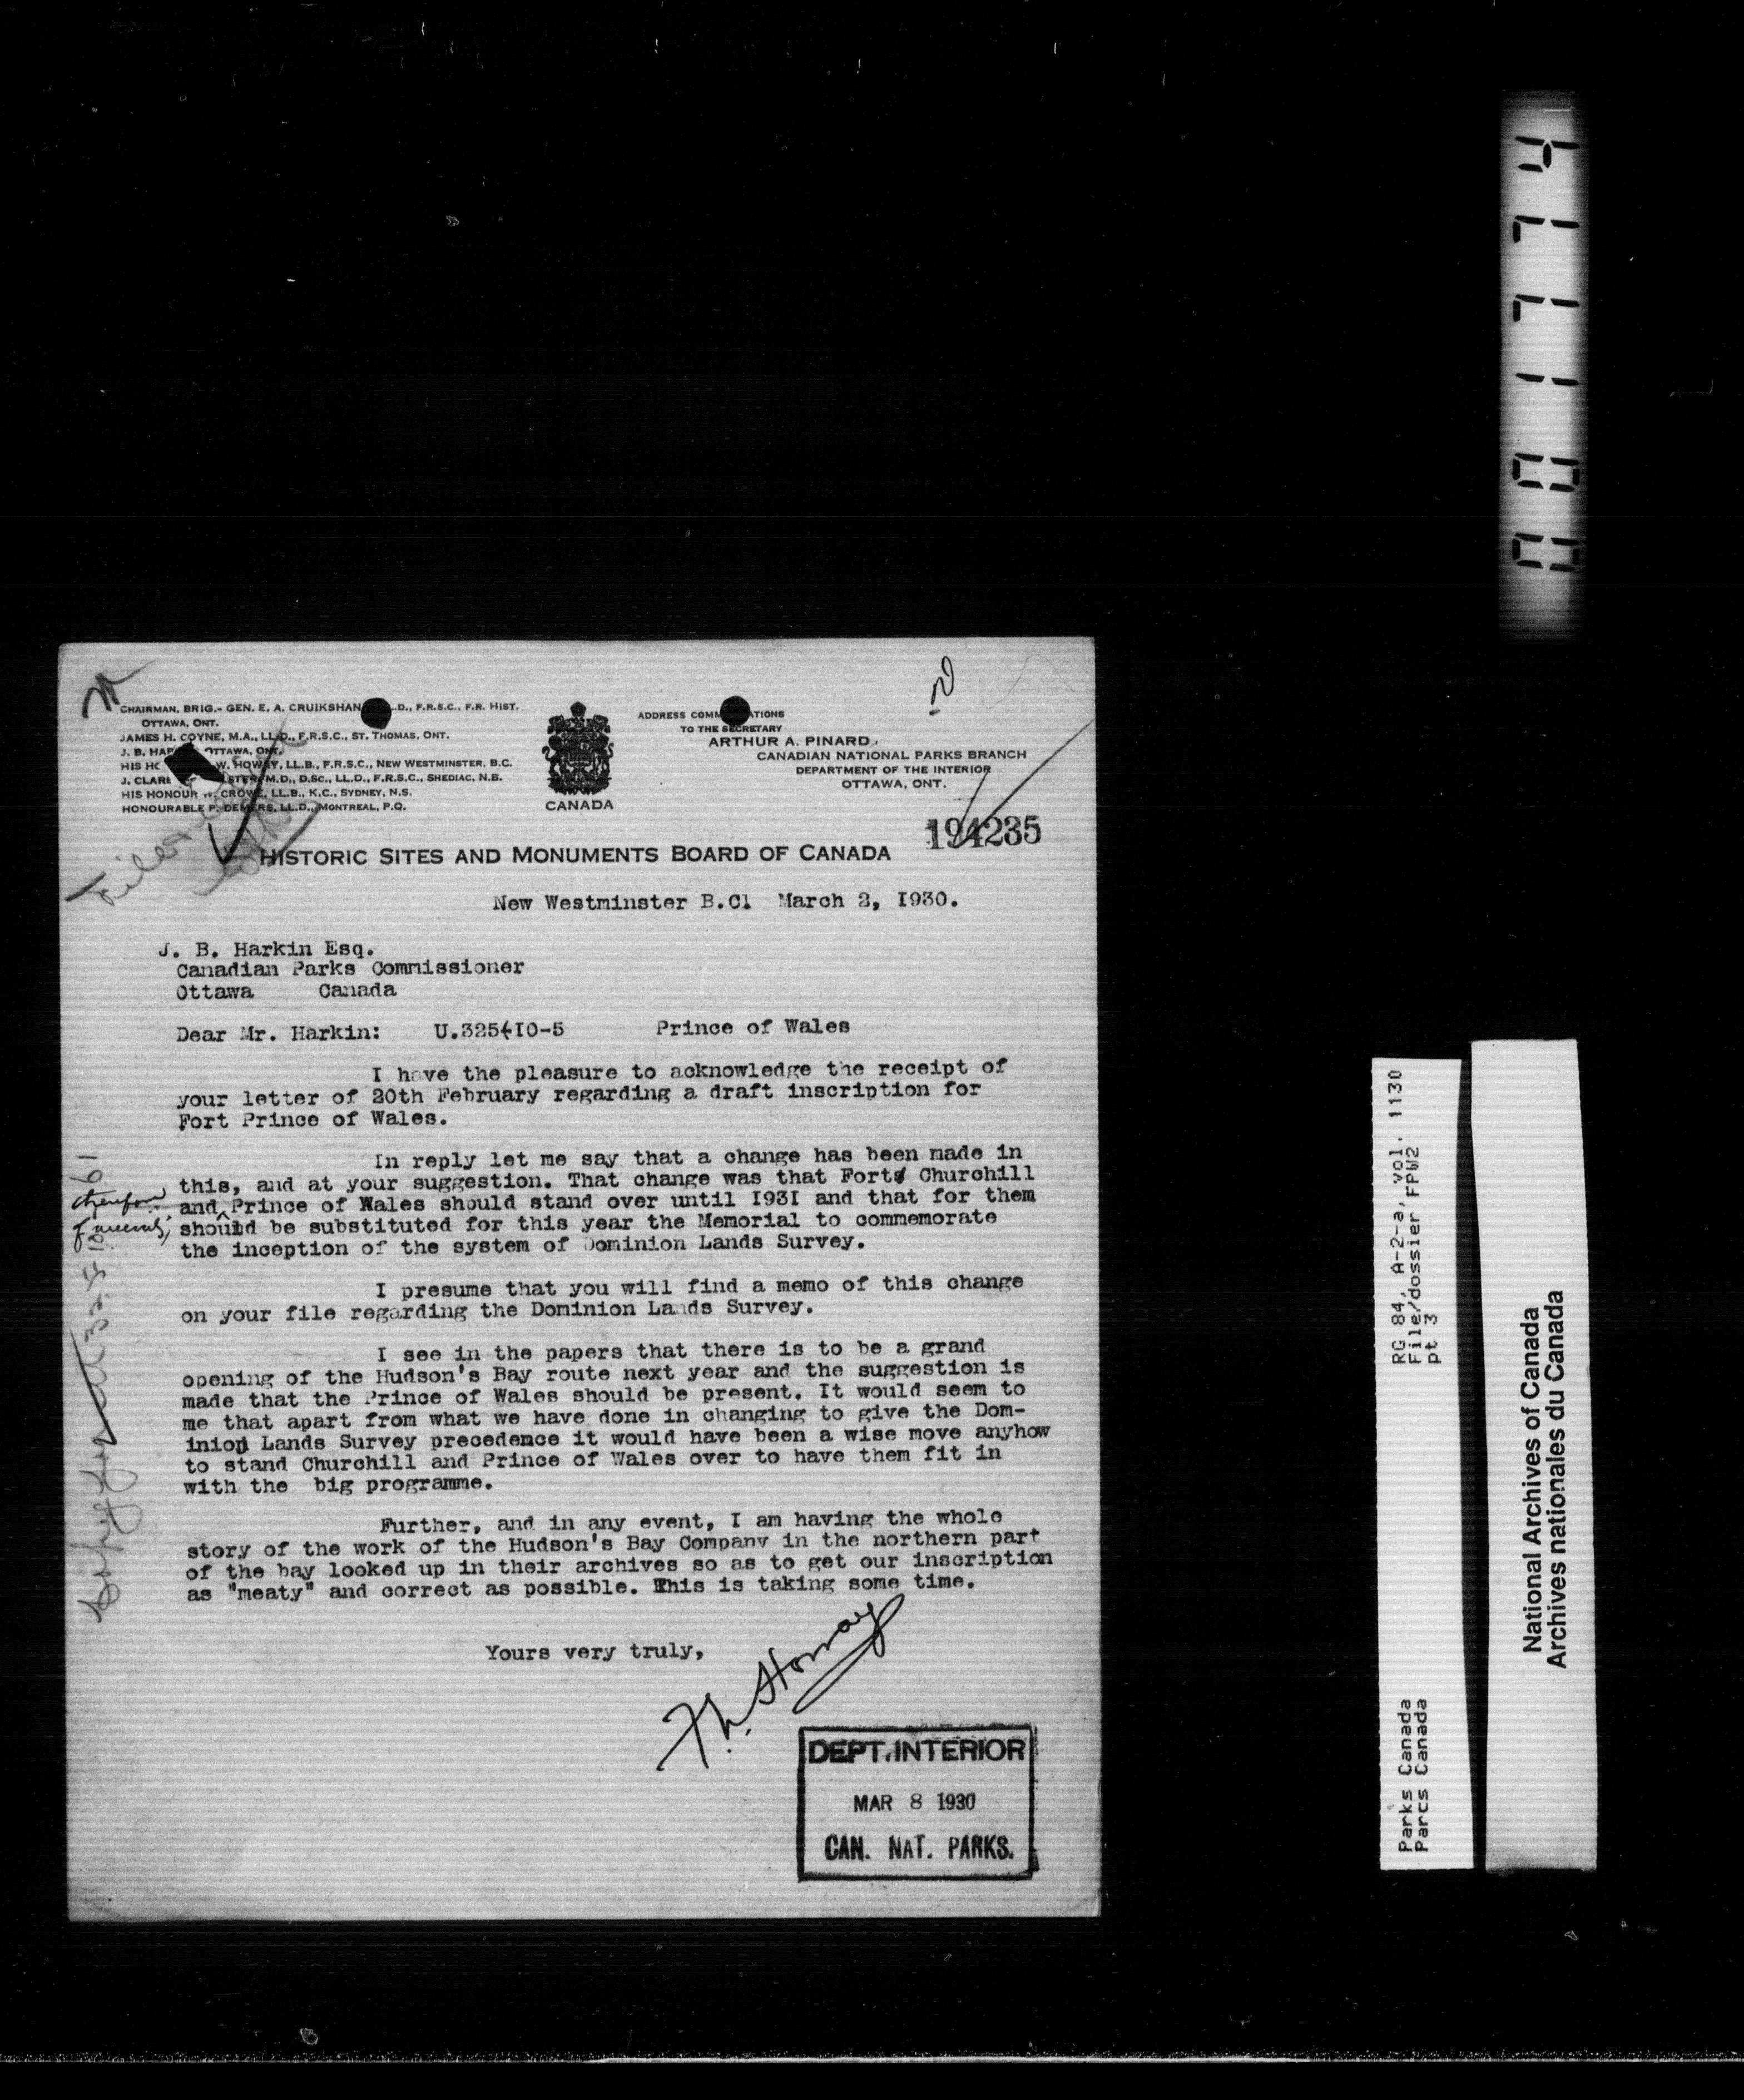 CHAIRMAN, BRIG.- GEN. E. A. CRUIKSHAN .D., F.R.S.C., F.R. HIST.
OTTAWA, ONT.
JAMES H. COYNE, M.A., LL.D., F.R.S.C., ST. THOMAS, ONT.
J. B. HAR OTTAWA, ONT.
HIS HO W. HOWAY, LL.B., F.R.S.C., NEW WESTMINSTER, B.C.
J. CLAR STER, M.D., D.SC., LL.D., F.R.S.C., SHEDIAC, N.B.
HIS HONOUR W. CROWE, LL.B., K.C., SYDNEY, N.S.
HONOURABLE P. DEMERS, LL.D., MONTREAL, P.Q.
CANADA
ADDRESS COMM ATIONS
TO THE SECRETARY
ARTHUR A. PINARD,
CANADIAN NATIONAL PARKS BRANCH
DEPARTMENT OF THE INTERIOR
OTTAWA, ONT.
194235
HISTORIC SITES AND MONUMENTS BOARD OF CANADA
New Westminster B.Cl March 2, I930.
J. B. Harkin Esq.
Canadian Parks Commissioner
Ottawa Canada
Dear Mr. Harkin: U.325(I0-5 Prince of Wales
I have the pleasure to acknowledge the receipt of
your letter of 20th February regarding a draft inscription for
Fort Prince of Wales.
In reply let me say that a change has been made in
this, and at your suggestion. That change was that Forts Churchill
and Prince of Wales should stand over until I93I and that for them
should be substituted for this year the Memorial to commemorate
the inception of the system of Dominion Lands Survey.
therefore
I presume that you will find a memo of this change
on your file regarding the Dominion Lands Survey.
I see in the papers that there is to be a grand
opening of the Hudson's Bay route next year and the suggestion is
made that the Prince of Wales should be present. It would seem to
me that apart from what we have done in changing to give the Dom-
inion Lands Survey precedence it would have been a wise move anyhow
to stand Churchill and Prince of Wales over to have them fit in
with the big programme.
Further, and in any event, I am having the whole
story of the work of the Hudson's Bay Company in the northern part
of the bay looked up in their archives so as to get our inscription
as "meaty" and correct as possible. This is taking some time.
Yours very truly,
F.W. Howay
DEPT. INTERIOR
MAR 8 1930
CAN. NAT. PARKS.
RG 84, A-2-a, vol. 1130
File/dossier FPW2
pt 3
Parks Canada
Parcs Canada
National Archives of Canada
Archives nationales du Canada